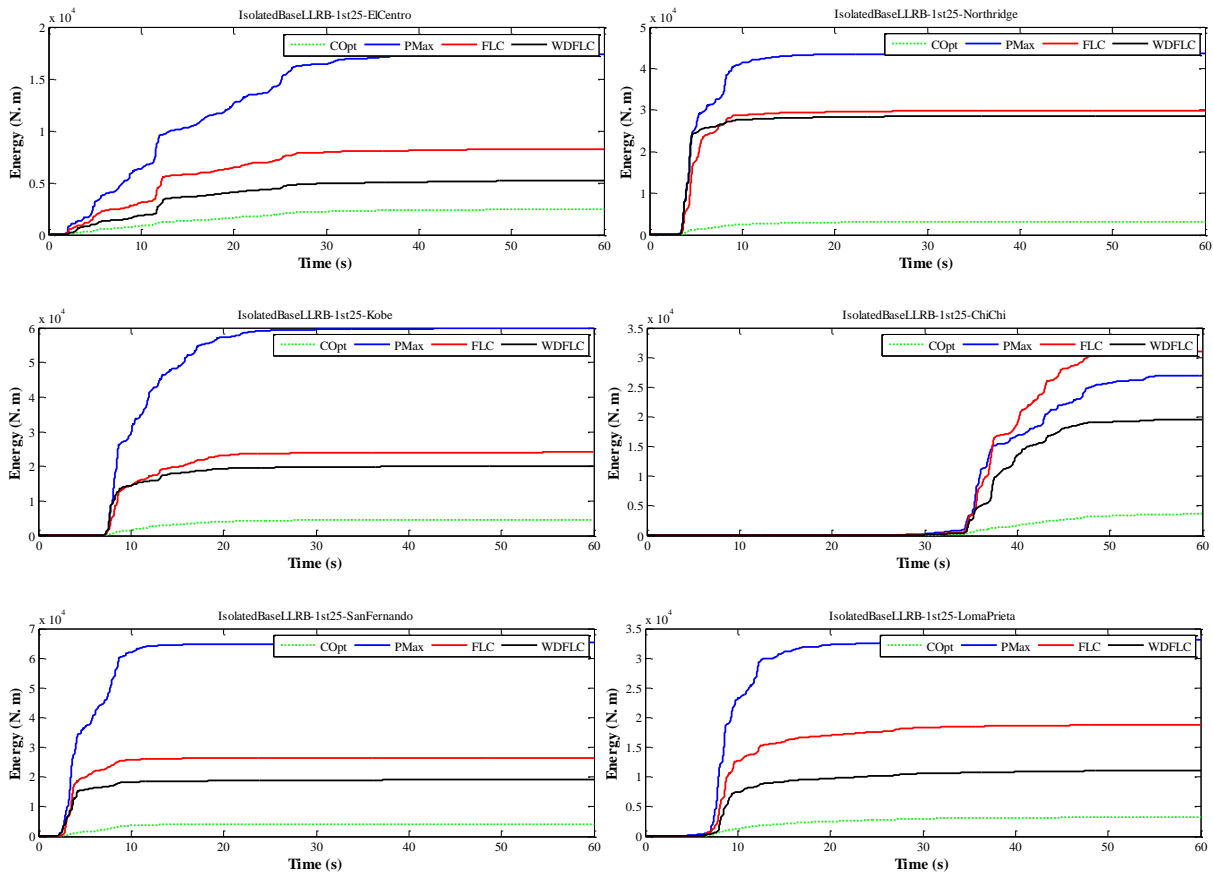 IsolatedBaseLLRB-1st25-ElCentro
x 10^4
COpt PMax FLC WDFLC
Energy (N. m)
2
1.5
1
0.5
0
0 10 20 30 40 50 60
Time (s)
IsolatedBaseLLRB-1st25-Northridge
x 10^4
COpt PMax FLC WDFLC
Energy (N. m)
5
4
3
2
1
0
0 10 20 30 40 50 60
Time (s)
IsolatedBaseLLRB-1st25-Kobe
x 10^4
COpt PMax FLC WDFLC
Energy (N. m)
6
5
4
3
2
1
0
0 10 20 30 40 50 60
Time (s)
IsolatedBaseLLRB-1st25-ChiChi
x 10^4
COpt PMax FLC WDFLC
Energy (N. m)
3.5
3
2.5
2
1.5
1
0.5
0
0 10 20 30 40 50 60
Time (s)
IsolatedBaseLLRB-1st25-SanFernando
x 10^4
COpt PMax FLC WDFLC
Energy (N. m)
7
6
5
4
3
2
1
0
0 10 20 30 40 50 60
Time (s)
IsolatedBaseLLRB-1st25-LomaPrieta
x 10^4
COpt PMax FLC WDFLC
Energy (N. m)
3.5
3
2.5
2
1.5
1
0.5
0
0 10 20 30 40 50 60
Time (s)